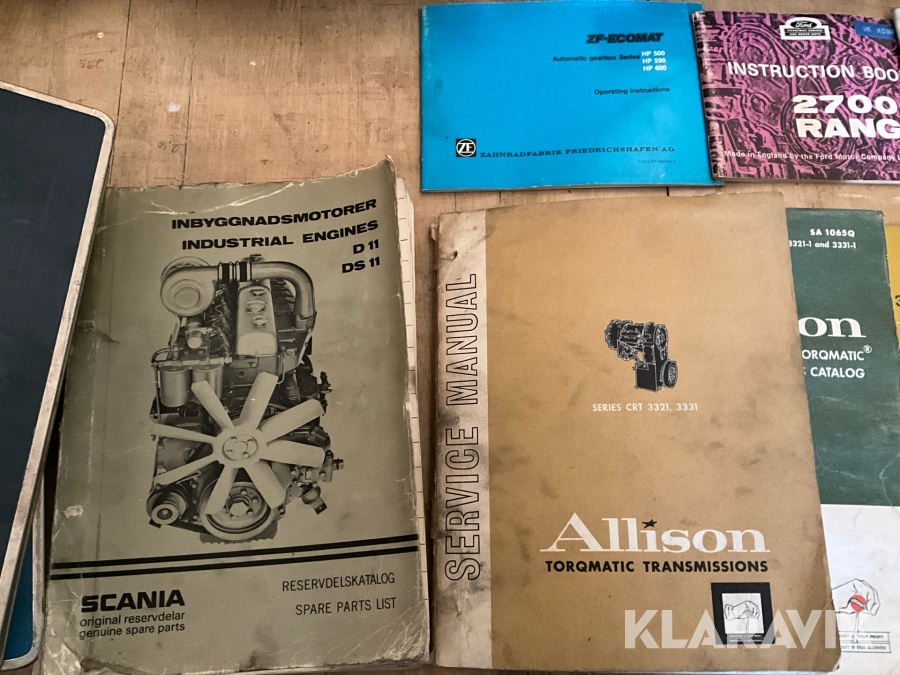 ZF-ECOMAT
Automatic gearbox Series HP 500
HP 590
HP 600
Operating instructions
ZF ZAHNRADFABRIK FRIEDRICHSHAFEN AG
Ford
INSTRUCTION BOO
2700
RANG
Made in England by the Ford Motor Company L
INBYGGNADSMOTORER
INDUSTRIAL ENGINES
D 11
DS 11
RESERVDELSKATALOG
SPARE PARTS LIST
SCANIA
original reservdelar
genuine spare parts
SERVICE MANUAL
SERIES CRT 3321, 3331
Allison
TORQMATIC TRANSMISSIONS
SA 1065Q
3321-1 and 3331-1
son
TORQMATIC®
CATALOG
KLARAVIK